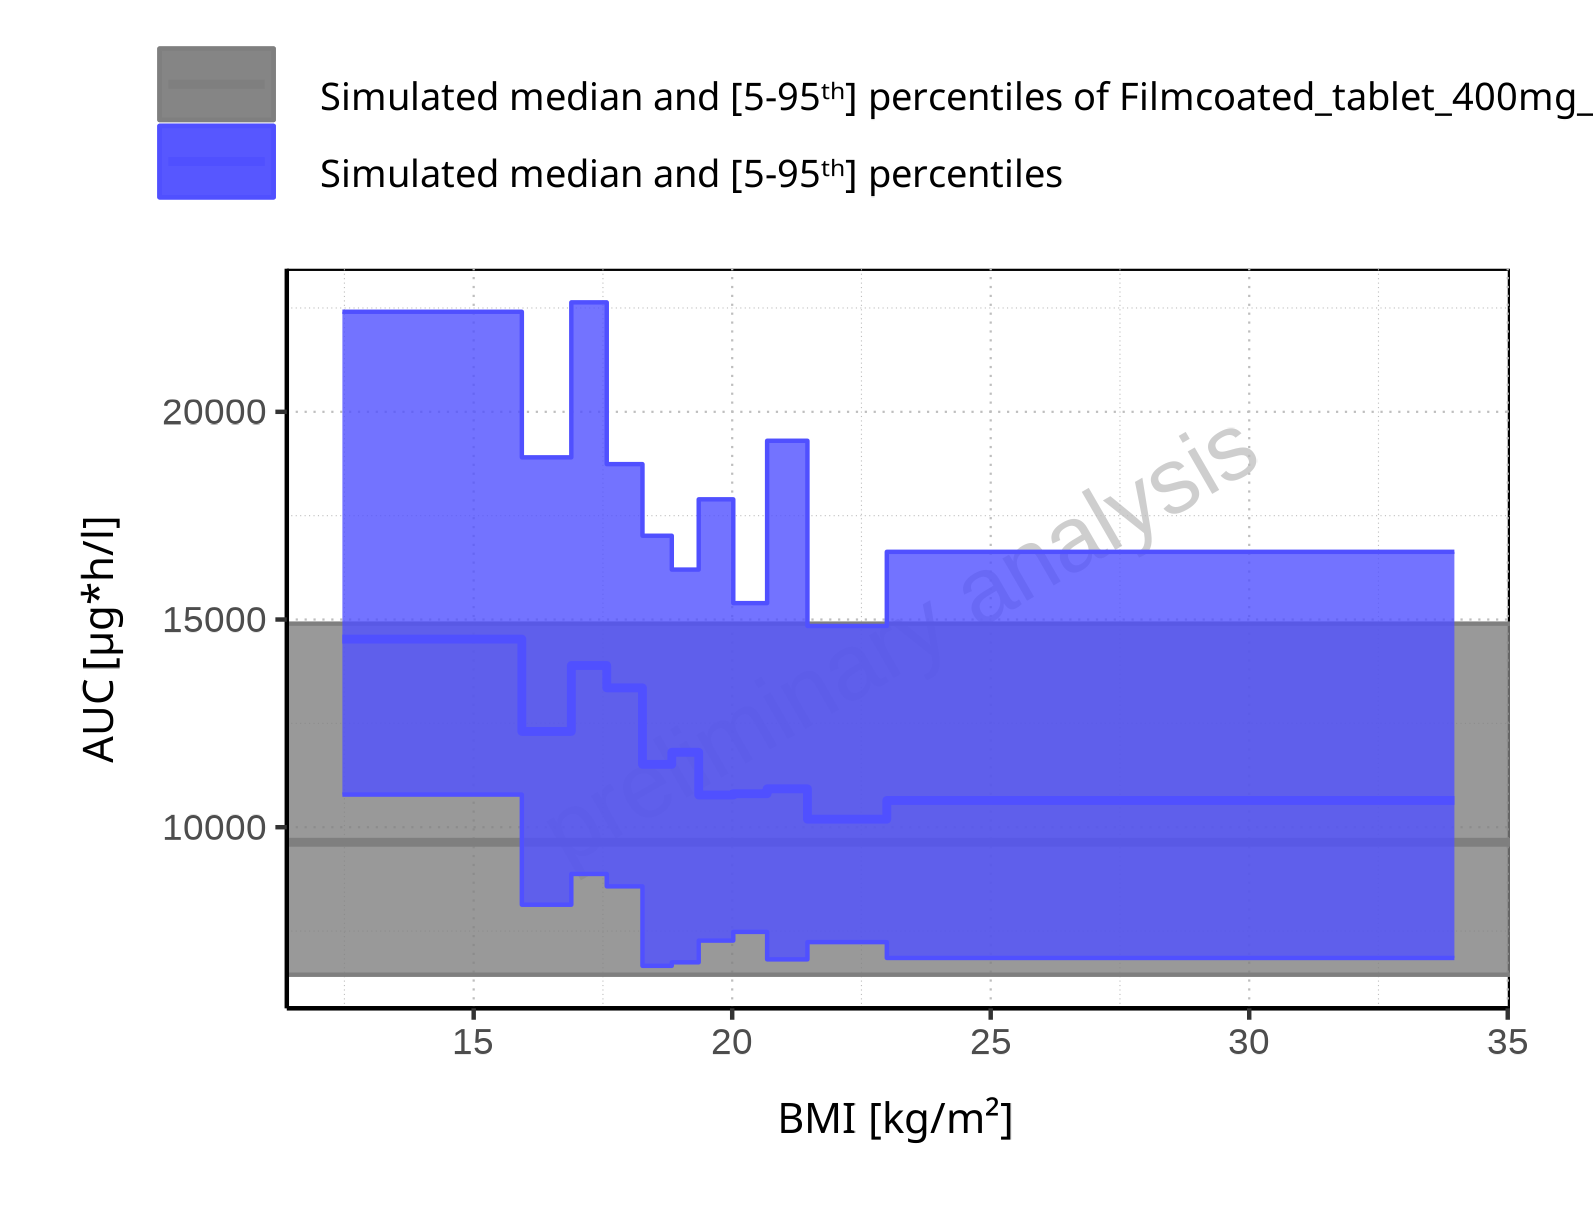 Simulated median and [5-95ᵗʰ] percentiles of Filmcoated_tablet_400mg_
Simulated median and [5-95ᵗʰ] percentiles
20000
15000
10000
AUC [µg*h/l]
preliminary analysis
15 20 25 30 35
BMI [kg/m²]